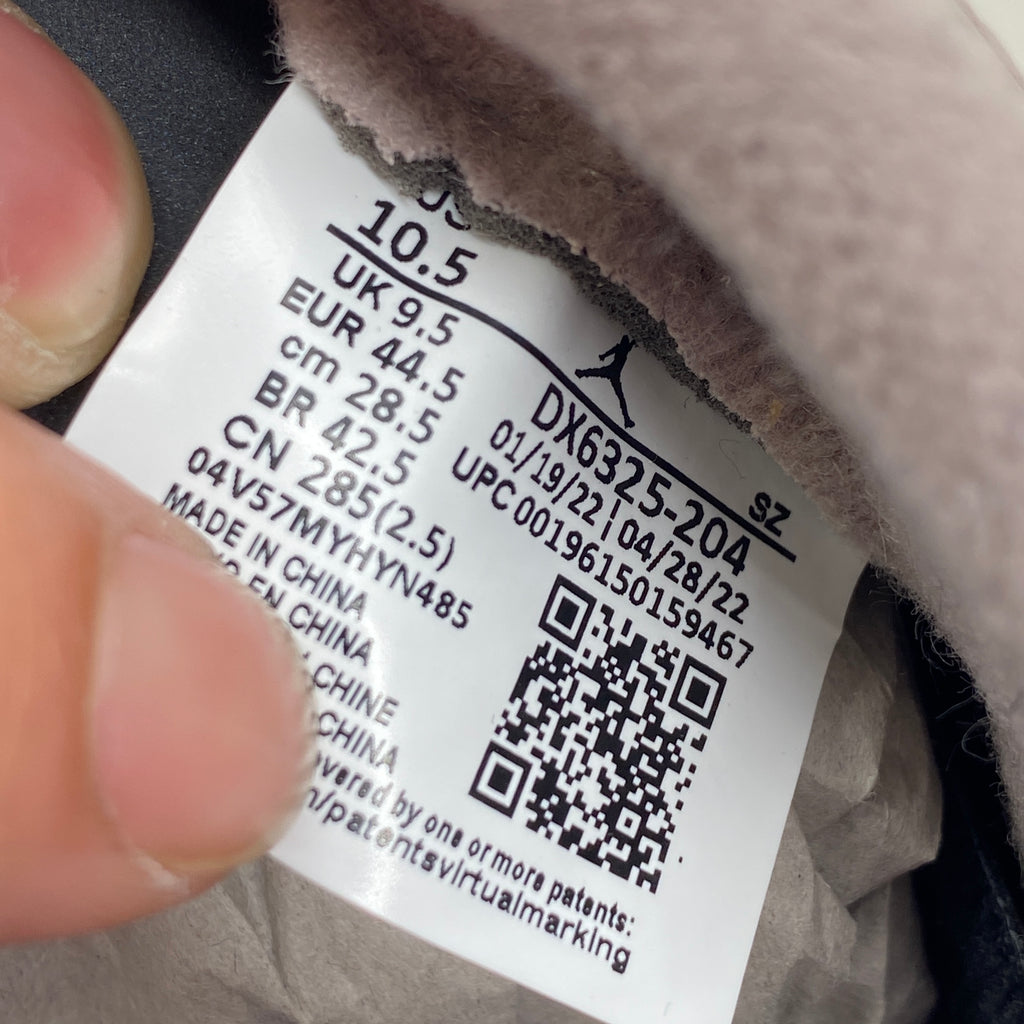 US
10.5
UK 9.5
EUR 44.5
cm 28.5
BR 42.5
CN 285(2.5)
04V57MYHYN485
MADE IN CHINA
EN CHINA
CHINE
CHINA
by one or more patents:
/patentsvirtualmarking
SZ
DX6325-204
01/19/22 | 04/28/22
UPC 00196150159467